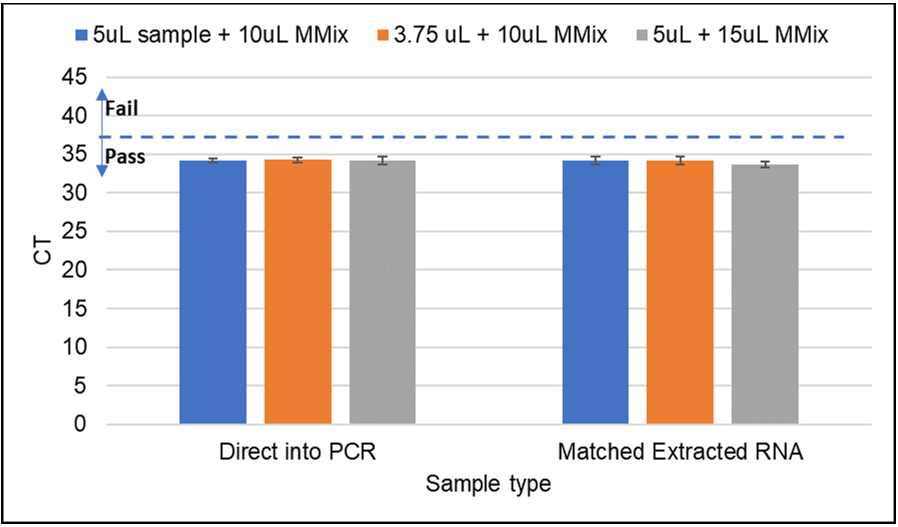 5uL sample + 10uL MMix 3.75 uL + 10uL MMix 5uL + 15uL MMix
45
40
35
30
25
20
15
10
5
0
Fail
Pass
CT
Direct into PCR Matched Extracted RNA
Sample type